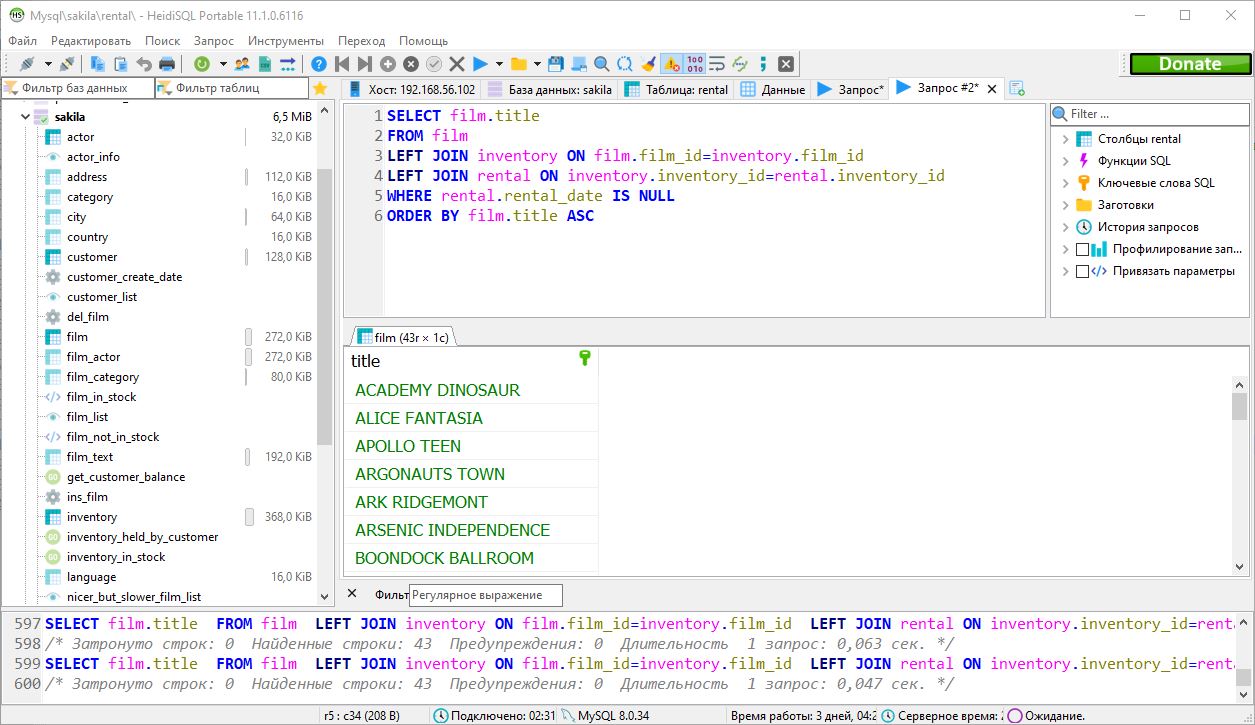 Mysql\sakila\rental\ - HeidiSQL Portable 11.1.0.6116
Файл Редактировать Поиск Запрос Инструменты Переход Помощь
Donate
Фильтр баз данных Фильтр таблиц
Хост: 192.168.56.102 База данных: sakila Таблица: rental Данные Запрос* Запрос #2*
sakila 6,5 MiB
actor 32,0 KiB
actor_info
address 112,0 KiB
category 16,0 KiB
city 64,0 KiB
country 16,0 KiB
customer 128,0 KiB
customer_create_date
customer_list
del_film
film 272,0 KiB
film_actor 272,0 KiB
film_category 80,0 KiB
film_in_stock
film_list
film_not_in_stock
film_text 192,0 KiB
get_customer_balance
ins_film
inventory 368,0 KiB
inventory_held_by_customer
inventory_in_stock
language 16,0 KiB
nicer_but_slower_film_list
1 SELECT film.title
2 FROM film
3 LEFT JOIN inventory ON film.film_id=inventory.film_id
4 LEFT JOIN rental ON inventory.inventory_id=rental.inventory_id
5 WHERE rental.rental_date IS NULL
6 ORDER BY film.title ASC
Filter ...
Столбцы rental
Функции SQL
Ключевые слова SQL
Заготовки
История запросов
Профилирование зап...
Привязать параметры
film (43r × 1c)
title
ACADEMY DINOSAUR
ALICE FANTASIA
APOLLO TEEN
ARGONAUTS TOWN
ARK RIDGEMONT
ARSENIC INDEPENDENCE
BOONDOCK BALLROOM
Фильт Регулярное выражение
597 SELECT film.title FROM film LEFT JOIN inventory ON film.film_id=inventory.film_id LEFT JOIN rental ON inventory.inventory_id=rent
598 /* Затронуто строк: 0 Найденные строки: 43 Предупреждения: 0 Длительность 1 запрос: 0,063 сек. */
599 SELECT film.title FROM film LEFT JOIN inventory ON film.film_id=inventory.film_id LEFT JOIN rental ON inventory.inventory_id=rent
600 /* Затронуто строк: 0 Найденные строки: 43 Предупреждения: 0 Длительность 1 запрос: 0,047 сек. */
r5 : c34 (208 B) Подключено: 02:31 MySQL 8.0.34 Время работы: 3 дней, 04:2 Серверное время: Ожидание.